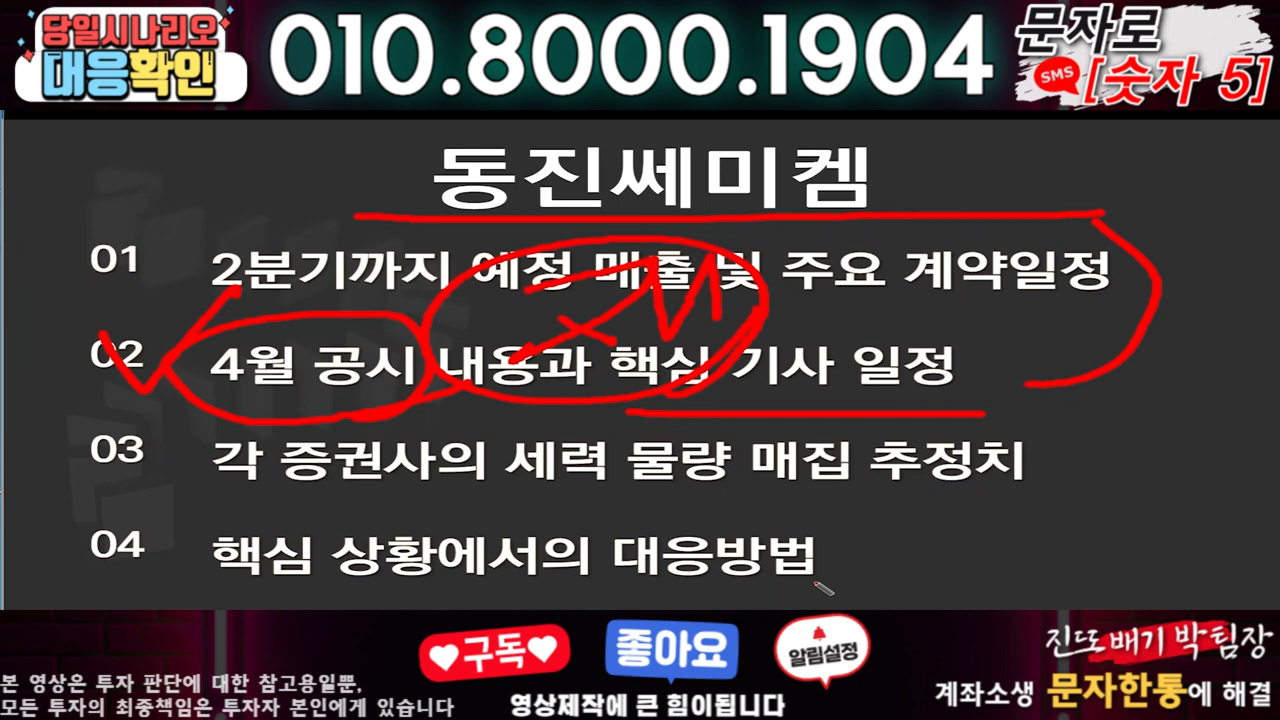 당일시나리오
대응확인
010.8000.1904
문자로
SMS [숫자 5]
동진쎄미켐
01 2분기까지 예정 매출 및 주요 계약일정
02 4월 공시 내용과 핵심 기사 일정
03 각 증권사의 세력 물량 매집 추정치
04 핵심 상황에서의 대응방법
구독
좋아요
알림설정
영상제작에 큰 힘이됩니다
본 영상은 투자 판단에 대한 참고용일뿐,
모든 투자의 최종책임은 투자자 본인에게 있습니다
진또배기 박팀장
계좌소생 문자한통에 해결